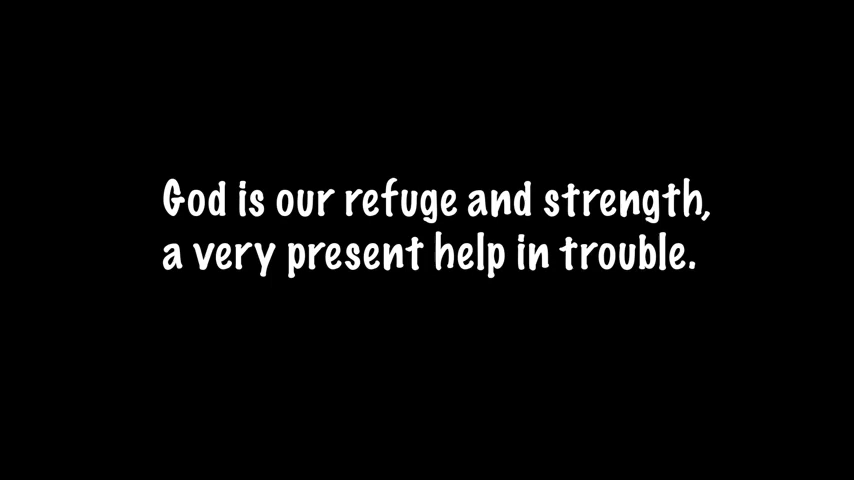 God is our refuge and strength,
a very present help in trouble.